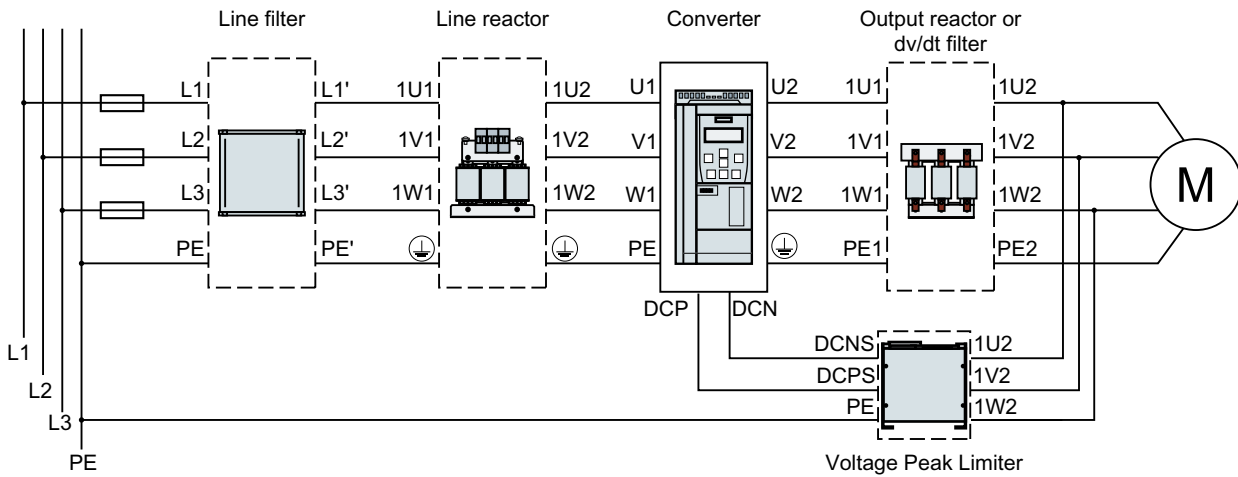 Line filter
Line reactor
Converter
Output reactor or
dv/dt filter
L1 L1' 1U1 1U2 U1 U2 1U1 1U2
L2 L2' 1V1 1V2 V1 V2 1V1 1V2
M
L3 L3' 1W1 1W2 W1 W2 1W1 1W2
PE PE' PE PE1 PE2
DCP DCN
L1
DCNS 1U2
L2
DCPS 1V2
L3
PE 1W2
PE
Voltage Peak Limiter